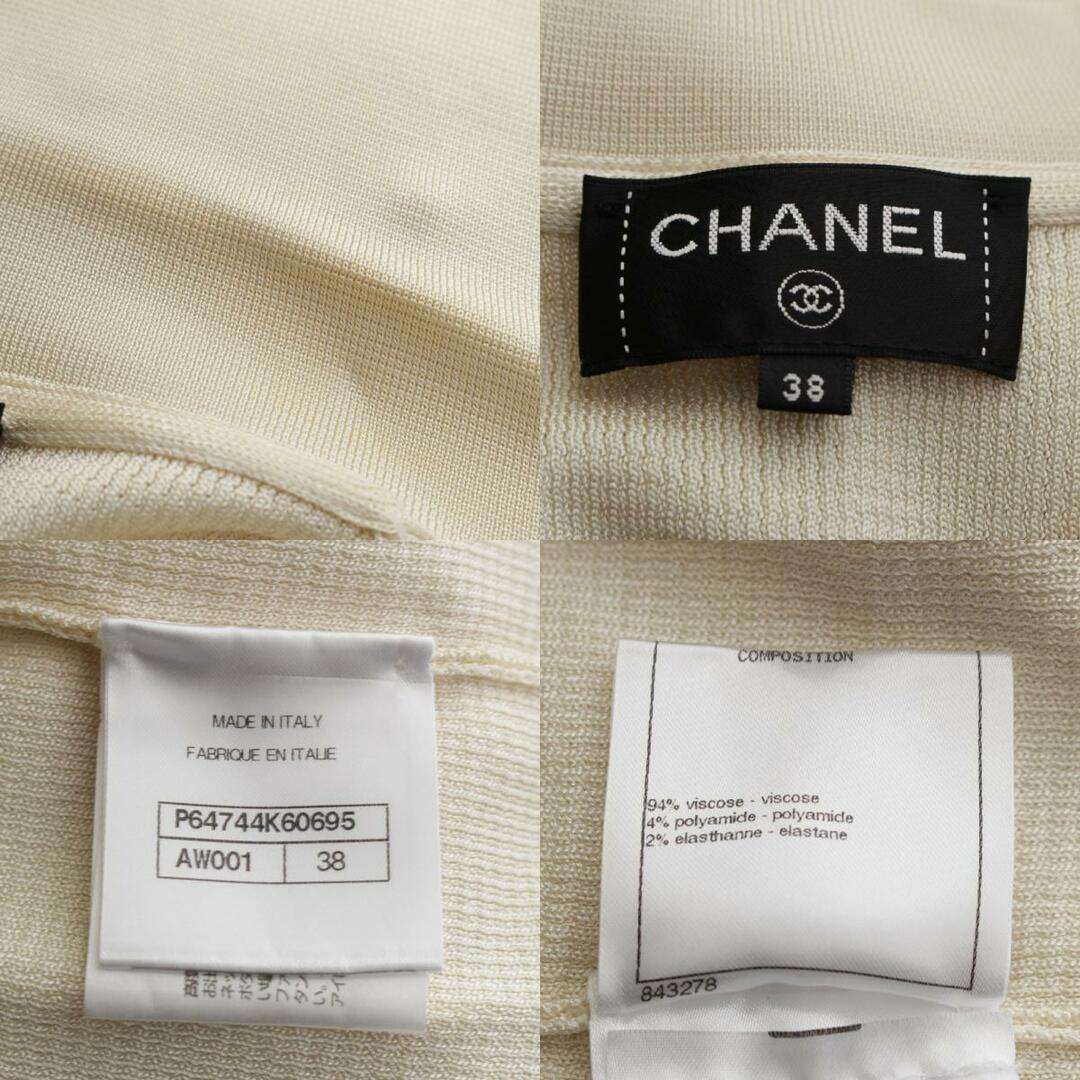 CHANEL
38
MADE IN ITALY
FABRIQUE EN ITALIE
P64744K60695
AW001 38
COMPOSITION
94% viscose - viscose
4% polyamide - polyamide
2% elasthanne - elastane
843278